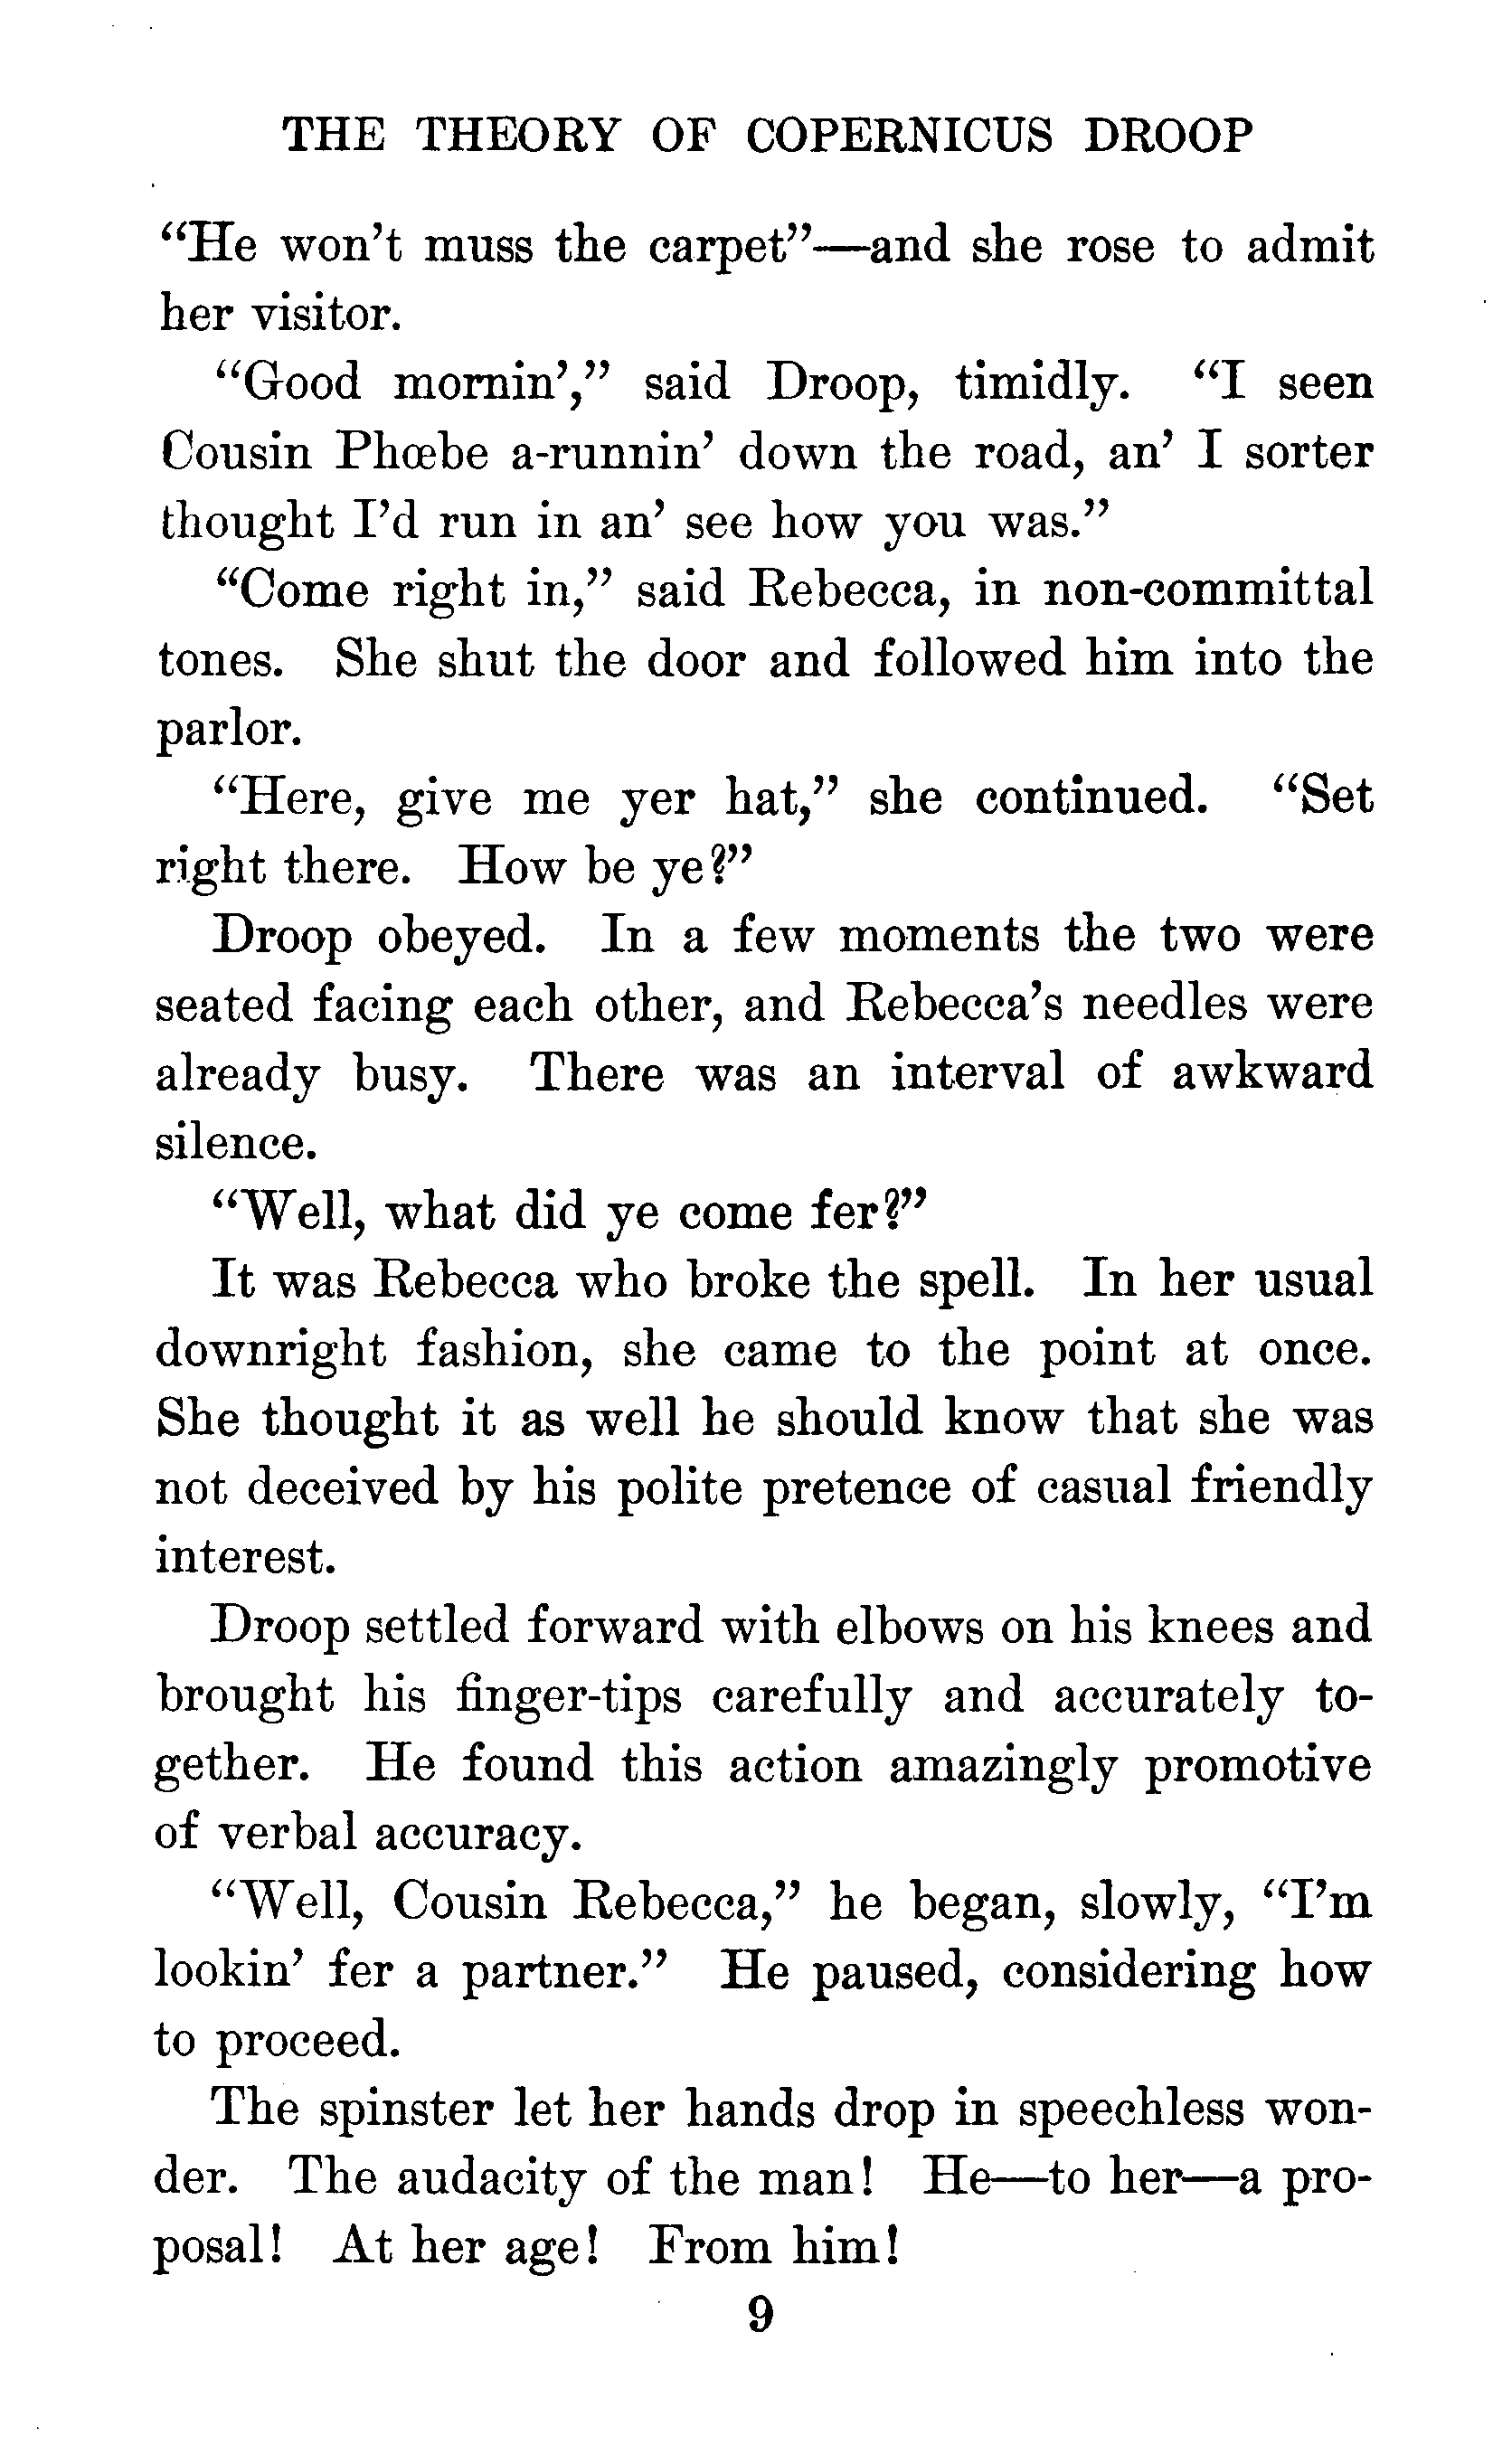 THE THEORY OF COPERNICUS DROOP
“He won’t muss the carpet”—and she rose to admit
her visitor.
“Good mornin’,” said Droop, timidly. “I seen
Cousin Phœbe a-runnin’ down the road, an’ I sorter
thought I’d run in an’ see how you was.”
“Come right in,” said Rebecca, in non-committal
tones. She shut the door and followed him into the
parlor.
“Here, give me yer hat,” she continued. “Set
right there. How be ye?”
Droop obeyed. In a few moments the two were
seated facing each other, and Rebecca’s needles were
already busy. There was an interval of awkward
silence.
“Well, what did ye come fer?”
It was Rebecca who broke the spell. In her usual
downright fashion, she came to the point at once.
She thought it as well he should know that she was
not deceived by his polite pretence of casual friendly
interest.
Droop settled forward with elbows on his knees and
brought his finger-tips carefully and accurately to-
gether. He found this action amazingly promotive
of verbal accuracy.
“Well, Cousin Rebecca,” he began, slowly, “I’m
lookin’ fer a partner.” He paused, considering how
to proceed.
The spinster let her hands drop in speechless won-
der. The audacity of the man! He—to her—a pro-
posal! At her age! From him!
9